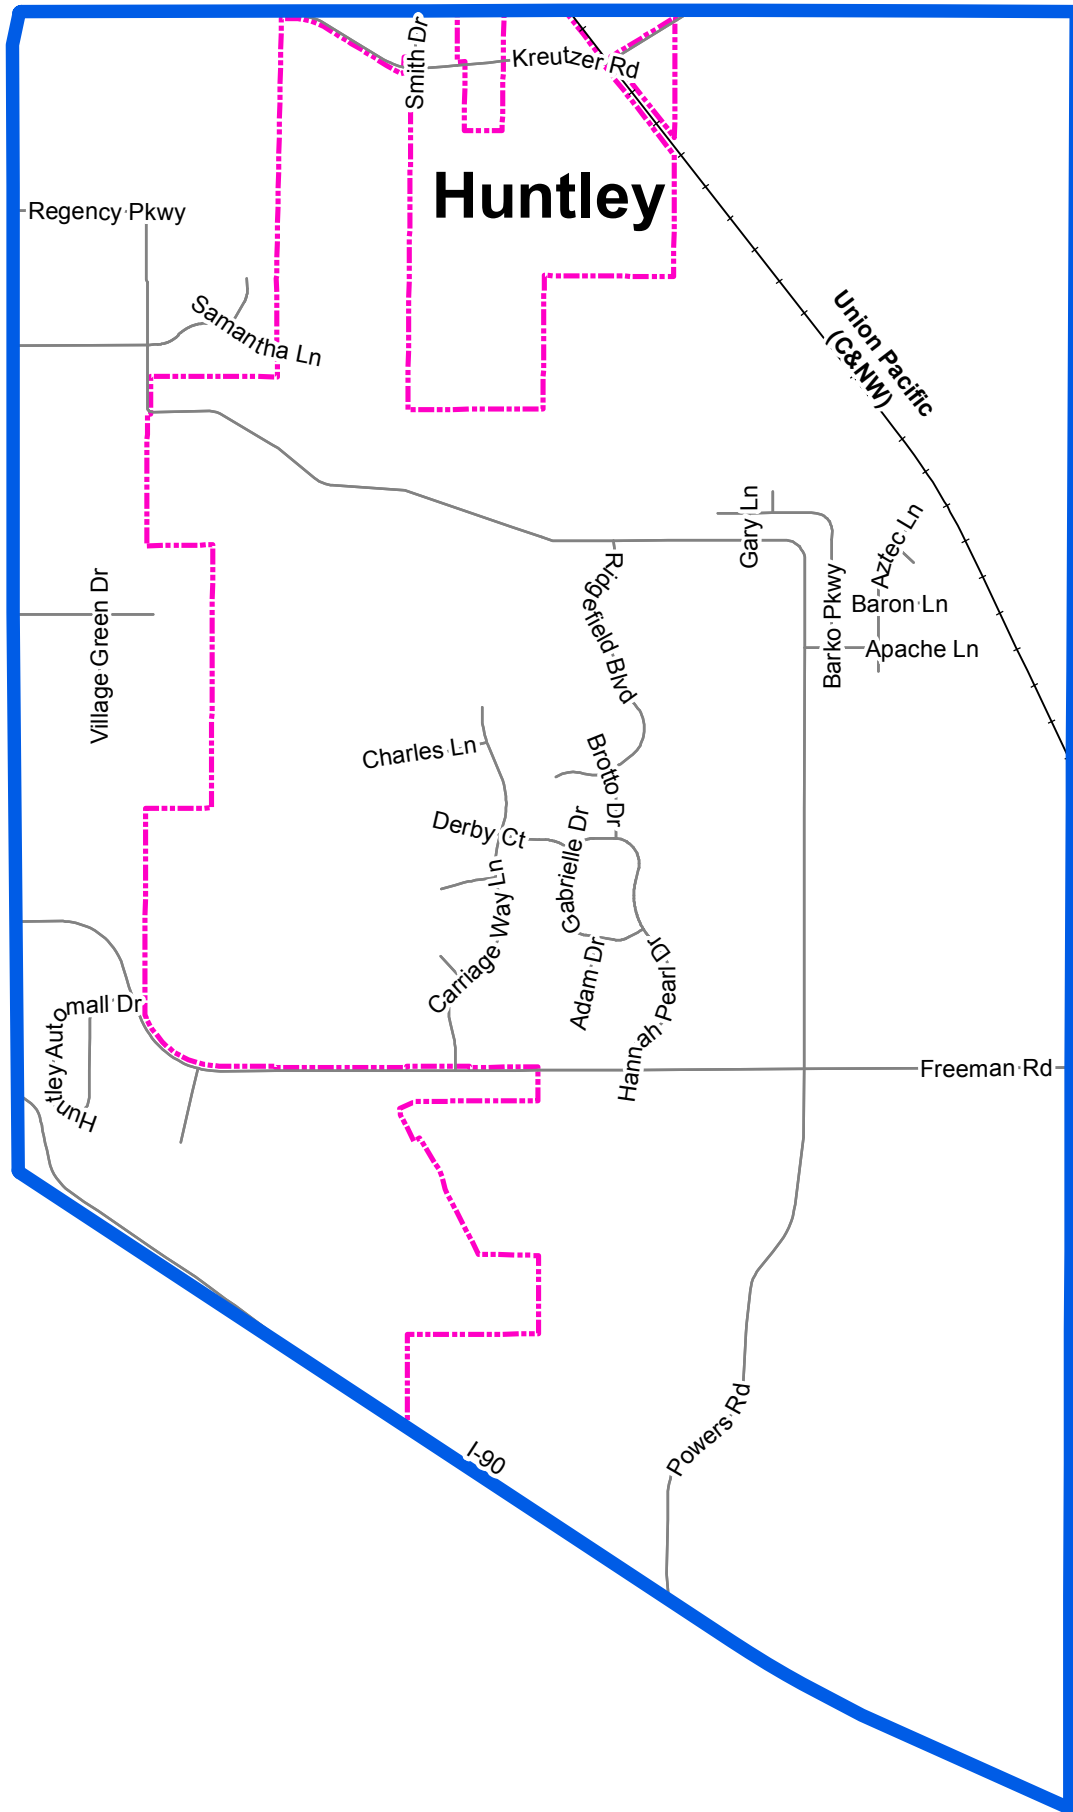 Smith Dr
Kreutzer Rd
Huntley
Regency Pkwy
Samantha Ln
Union Pacific
(C&NW)
Gary Ln
Aztec Ln
Ridgefield Blvd
Barko Pkwy
Baron Ln
Apache Ln
Village Green Dr
Charles Ln
Brotto Dr
Derby Ct
Gabrielle Dr
Carriage Way Ln
Adam Dr
Hannah Pearl Dr
Huntley Automall Dr
Freeman Rd
Powers Rd
I-90